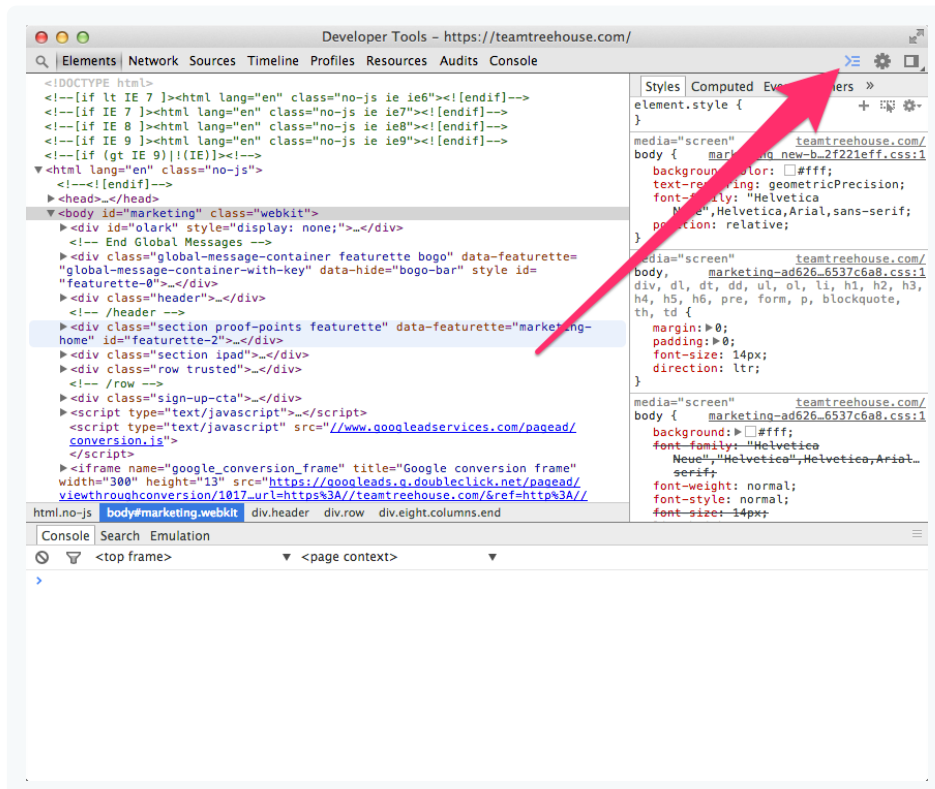 Developer Tools – https://teamtreehouse.com/
Elements Network Sources Timeline Profiles Resources Audits Console
<!DOCTYPE html>
<!--[if lt IE 7 ]><html lang="en" class="no-js ie ie6"><![endif]-->
<!--[if IE 7 ]><html lang="en" class="no-js ie ie7"><![endif]-->
<!--[if IE 8 ]><html lang="en" class="no-js ie ie8"><![endif]-->
<!--[if IE 9 ]><html lang="en" class="no-js ie ie9"><![endif]-->
<!--[if (gt IE 9)|!(IE)]><!-->
▼<html lang="en" class="no-js">
<!--<![endif]-->
▶<head>…</head>
▼<body id="marketing" class="webkit">
▶<div id="olark" style="display: none;">…</div>
<!-- End Global Messages -->
▶<div class="global-message-container featurette bogo" data-featurette=
"global-message-container-with-key" data-hide="bogo-bar" style id=
"featurette-0">…</div>
▶<div class="header">…</div>
<!-- /header -->
▶<div class="section proof-points featurette" data-featurette="marketing-
home" id="featurette-2">…</div>
▶<div class="section ipad">…</div>
▶<div class="row trusted">…</div>
<!-- /row -->
▶<div class="sign-up-cta">…</div>
▶<script type="text/javascript">…</script>
<script type="text/javascript" src="//www.googleadservices.com/pagead/
conversion.js">
</script>
▶<iframe name="google_conversion_frame" title="Google conversion frame"
width="300" height="13" src="https://googleads.g.doubleclick.net/pagead/
viewthroughconversion/1017…url=https%3A//teamtreehouse.com/&ref=http%3A//
html.no-js body#marketing.webkit div.header div.row div.eight.columns.end
Styles Computed »
element.style {
}
media="screen" teamtreehouse.com/
body { marketing_new-b…2f221eff.css:1
background-color: #fff;
text-rendering: geometricPrecision;
font-family: "Helvetica
Neue",Helvetica,Arial,sans-serif;
position: relative;
}
media="screen" teamtreehouse.com/
body, marketing-ad626…6537c6a8.css:1
div, dl, dt, dd, ul, ol, li, h1, h2, h3,
h4, h5, h6, pre, form, p, blockquote,
th, td {
margin:▶0;
padding:▶0;
font-size: 14px;
direction: ltr;
}
media="screen" teamtreehouse.com/
body { marketing-ad626…6537c6a8.css:1
background:▶#fff;
font-family: "Helvetica
Neue","Helvetica",Helvetica,Arial…
serif;
font-weight: normal;
font-style: normal;
font-size: 14px;
Console Search Emulation
<top frame> ▼ <page context> ▼
>